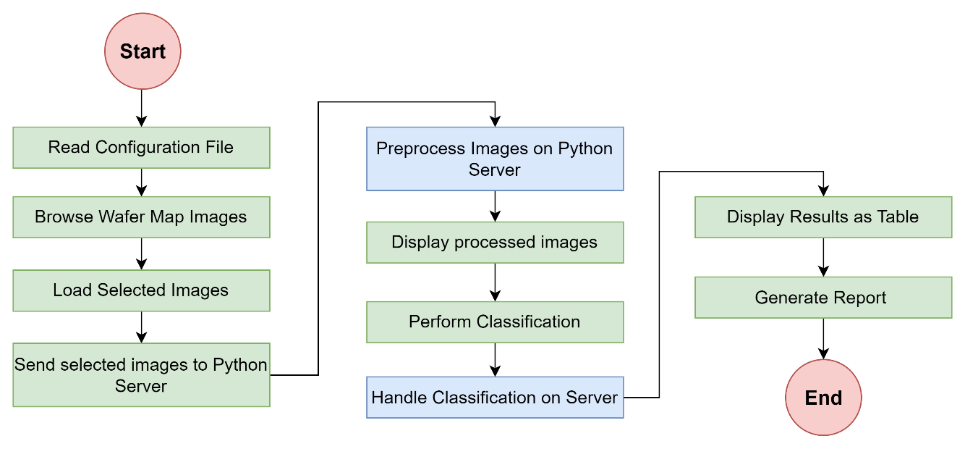 Start
Read Configuration File
Browse Wafer Map Images
Load Selected Images
Send selected images to Python
Server
Preprocess Images on Python
Server
Display processed images
Perform Classification
Handle Classification on Server
Display Results as Table
Generate Report
End